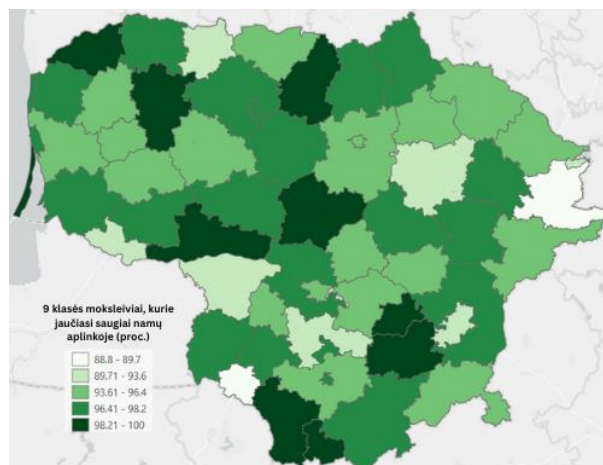 9 klasės moksleiviai, kurie
jaučiasi saugiai namų
aplinkoje (proc.)
88.8 - 89.7
89.71 - 93.6
93.61 - 96.4
96.41 - 98.2
98.21 - 100